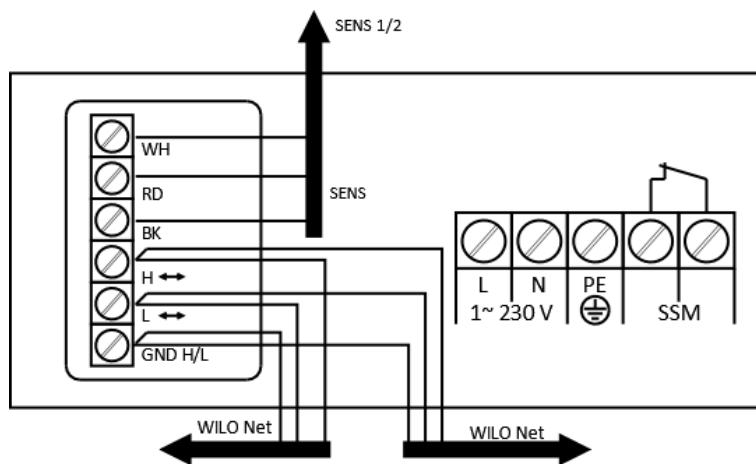 SENS 1/2
WH
RD
SENS
BK
H
L
GND H/L
L N PE
1~ 230 V SSM
WILO Net
WILO Net